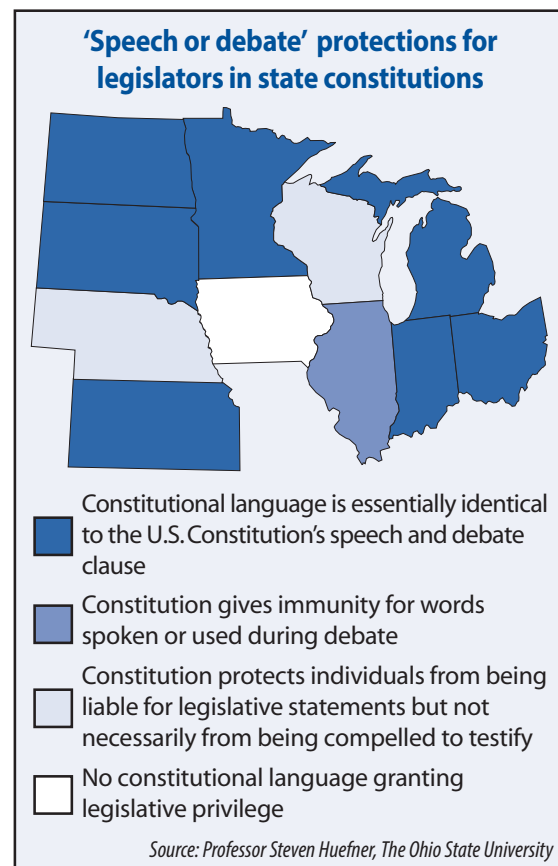 ‘Speech or debate’ protections for
legislators in state constitutions
Constitutional language is essentially identical
to the U.S. Constitution’s speech and debate
clause
Constitution gives immunity for words
spoken or used during debate
Constitution protects individuals from being
liable for legislative statements but not
necessarily from being compelled to testify
No constitutional language granting
legislative privilege
Source: Professor Steven Huefner, The Ohio State University